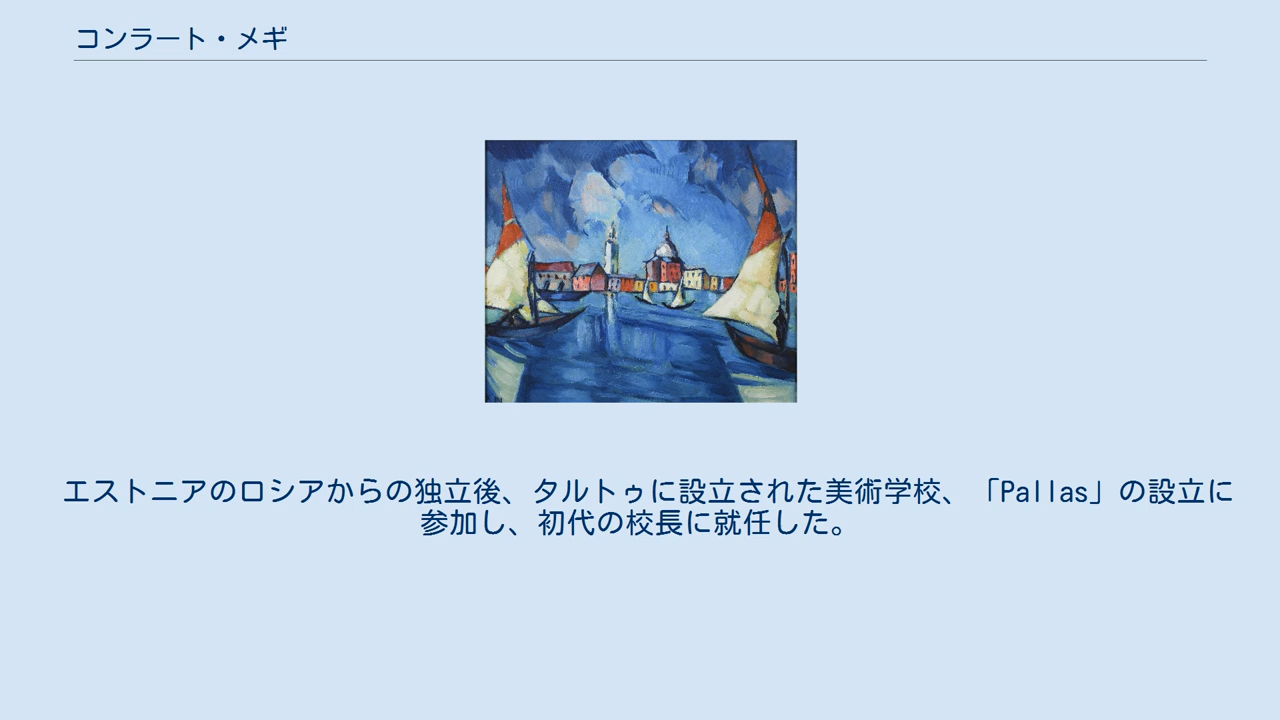 コンラート・メギ
エストニアのロシアからの独立後、タルトゥに設立された美術学校、「Pallas」の設立に
参加し、初代の校長に就任した。